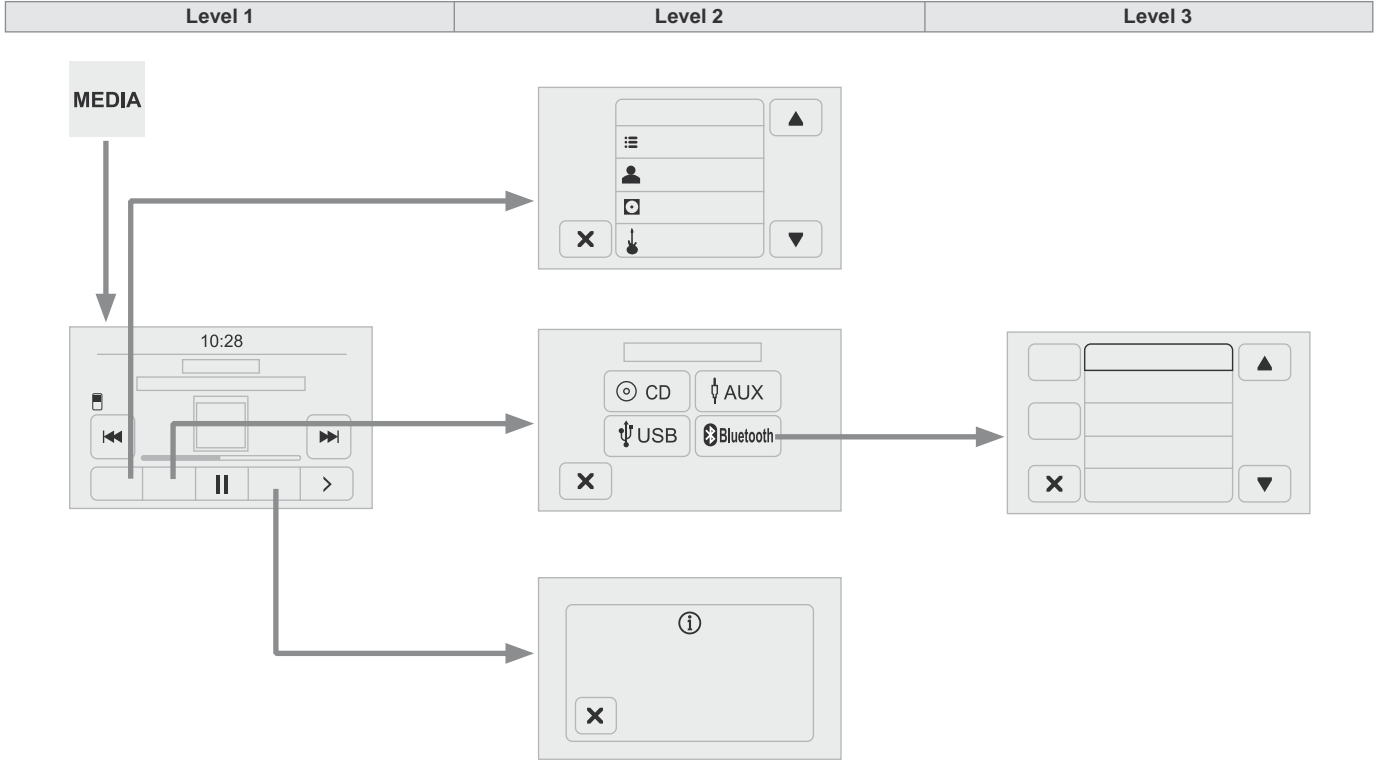 Level 1
Level 2
Level 3
MEDIA
10:28
CD
AUX
USB
Bluetooth